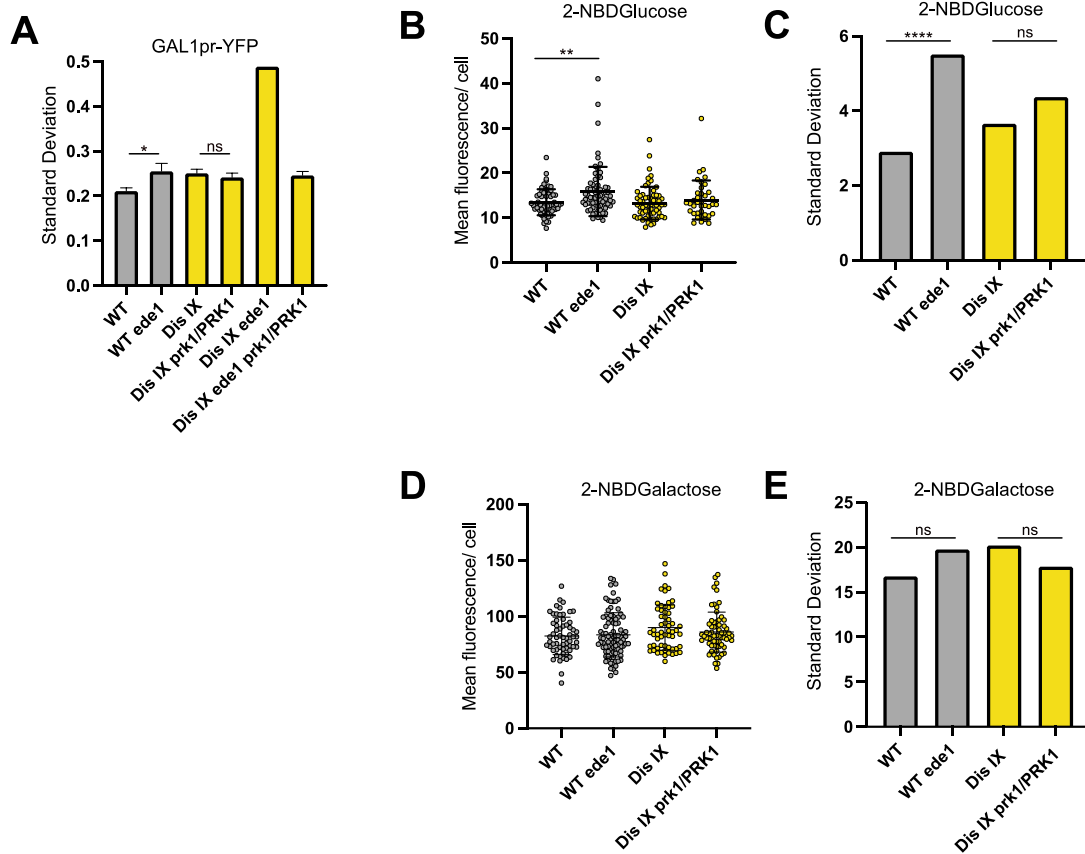 A
GAL1pr-YFP
Standard Deviation
0.5
0.4
0.3
0.2
0.1
0.0
*
ns
WT
WT ede1
Dis IX
Dis IX prk1/PRK1
Dis IX ede1
Dis IX ede1 prk1/PRK1
B
2-NBDGlucose
Mean fluorescence/ cell
50
40
30
20
10
0
**
WT
WT ede1
Dis IX
Dis IX prk1/PRK1
C
2-NBDGlucose
Standard Deviation
6
4
2
0
****
ns
WT
WT ede1
Dis IX
Dis IX prk1/PRK1
D
2-NBDGalactose
Mean fluorescence/ cell
200
150
100
50
0
WT
WT ede1
Dis IX
Dis IX prk1/PRK1
E
2-NBDGalactose
Standard Deviation
25
20
15
10
5
0
ns
ns
WT
WT ede1
Dis IX
Dis IX prk1/PRK1